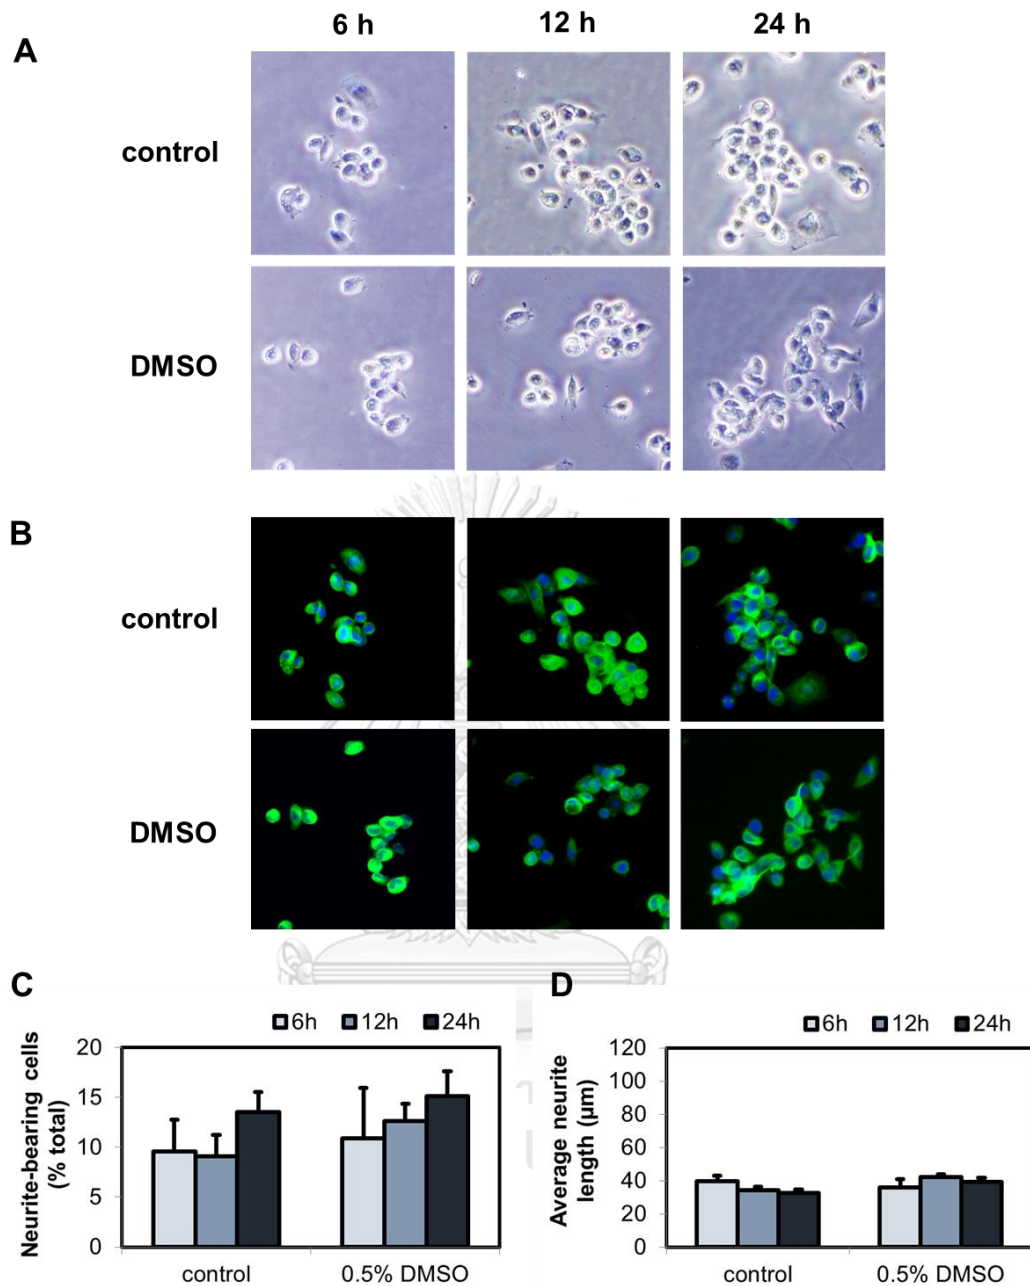 6 h 12 h 24 h
A
control
DMSO
B
control
DMSO
C
6h 12h 24h
Neurite-bearing cells
(% total)
20
15
10
5
0
control 0.5% DMSO
D
6h 12h 24h
Average neurite
length (µm)
120
100
80
60
40
20
0
control 0.5% DMSO